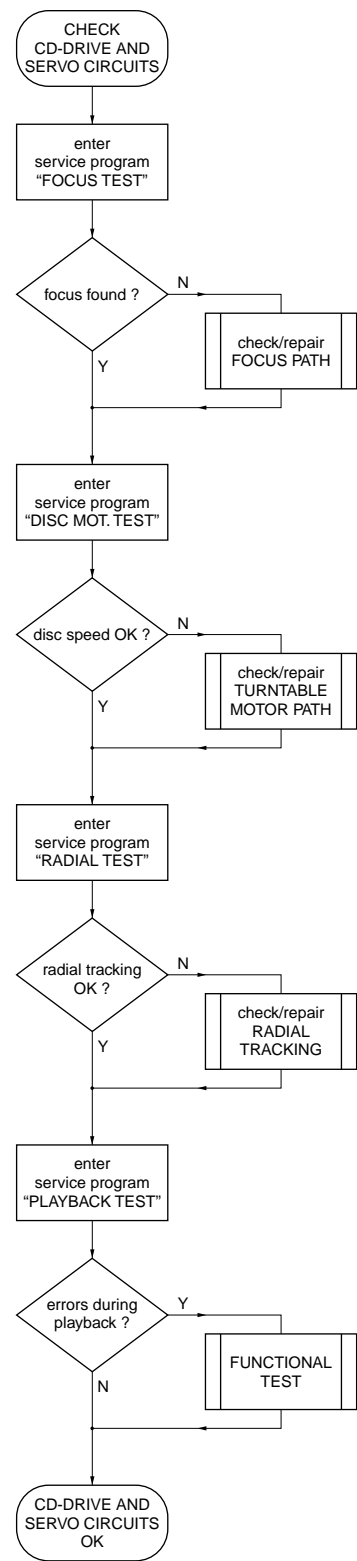 CHECK
CD-DRIVE AND
SERVO CIRCUITS
enter
service program
“FOCUS TEST”
focus found ?
N
check/repair
FOCUS PATH
Y
enter
service program
“DISC MOT. TEST”
disc speed OK ?
N
check/repair
TURNTABLE
MOTOR PATH
Y
enter
service program
“RADIAL TEST”
radial tracking
OK ?
N
check/repair
RADIAL
TRACKING
Y
enter
service program
“PLAYBACK TEST”
errors during
playback ?
Y
FUNCTIONAL
TEST
N
CD-DRIVE AND
SERVO CIRCUITS
OK